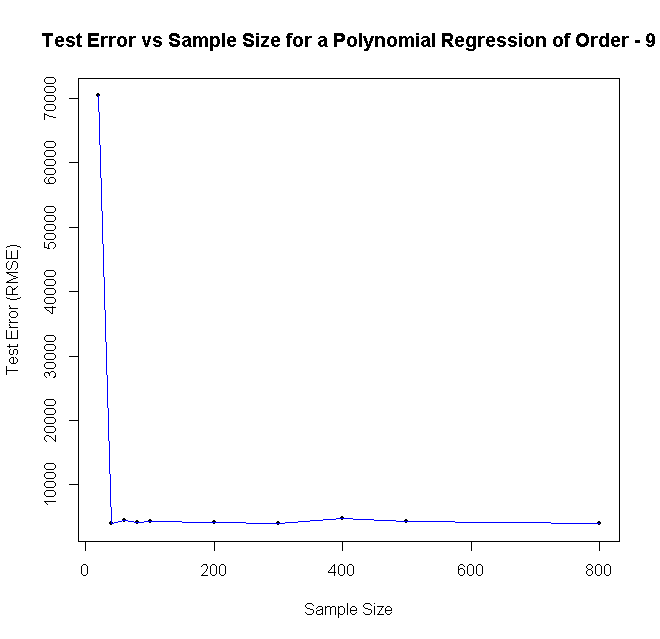 Test Error vs Sample Size for a Polynomial Regression of Order - 9
70000
60000
50000
40000
30000
20000
10000
Test Error (RMSE)
0 200 400 600 800
Sample Size